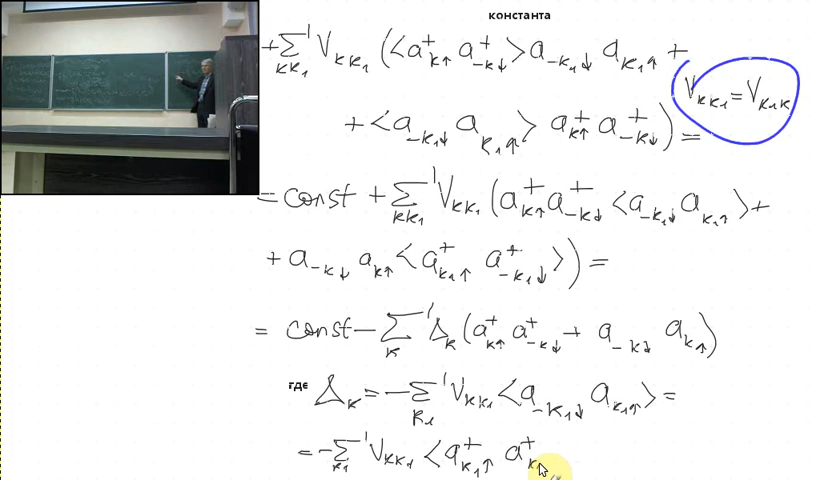 константа
+∑'_{KK₁} V_{KK₁} (<a⁺_{K↑} a⁺_{-K↓}> a_{-K₁↓} a_{K₁↑} +
V_{KK₁} = V_{K₁K}
+ <a_{-K₁↓} a_{K₁↑}> a⁺_{K↑} a⁺_{-K↓}) =
= const + ∑'_{KK₁} V_{KK₁} (a⁺_{K↑} a⁺_{-K↓} <a_{-K₁↓} a_{K₁↑}> +
+ a_{-K↓} a_{K↑} <a⁺_{K₁↑} a⁺_{-K₁↓}>) =
= const - ∑'_K Δ_K (a⁺_{K↑} a⁺_{-K↓} + a_{-K↓} a_{K↑})
где Δ_K = -∑'_{K₁} V_{KK₁} <a_{-K₁↓} a_{K₁↑}> =
= -∑'_{K₁} V_{KK₁} <a⁺_{K₁↑} a⁺_K